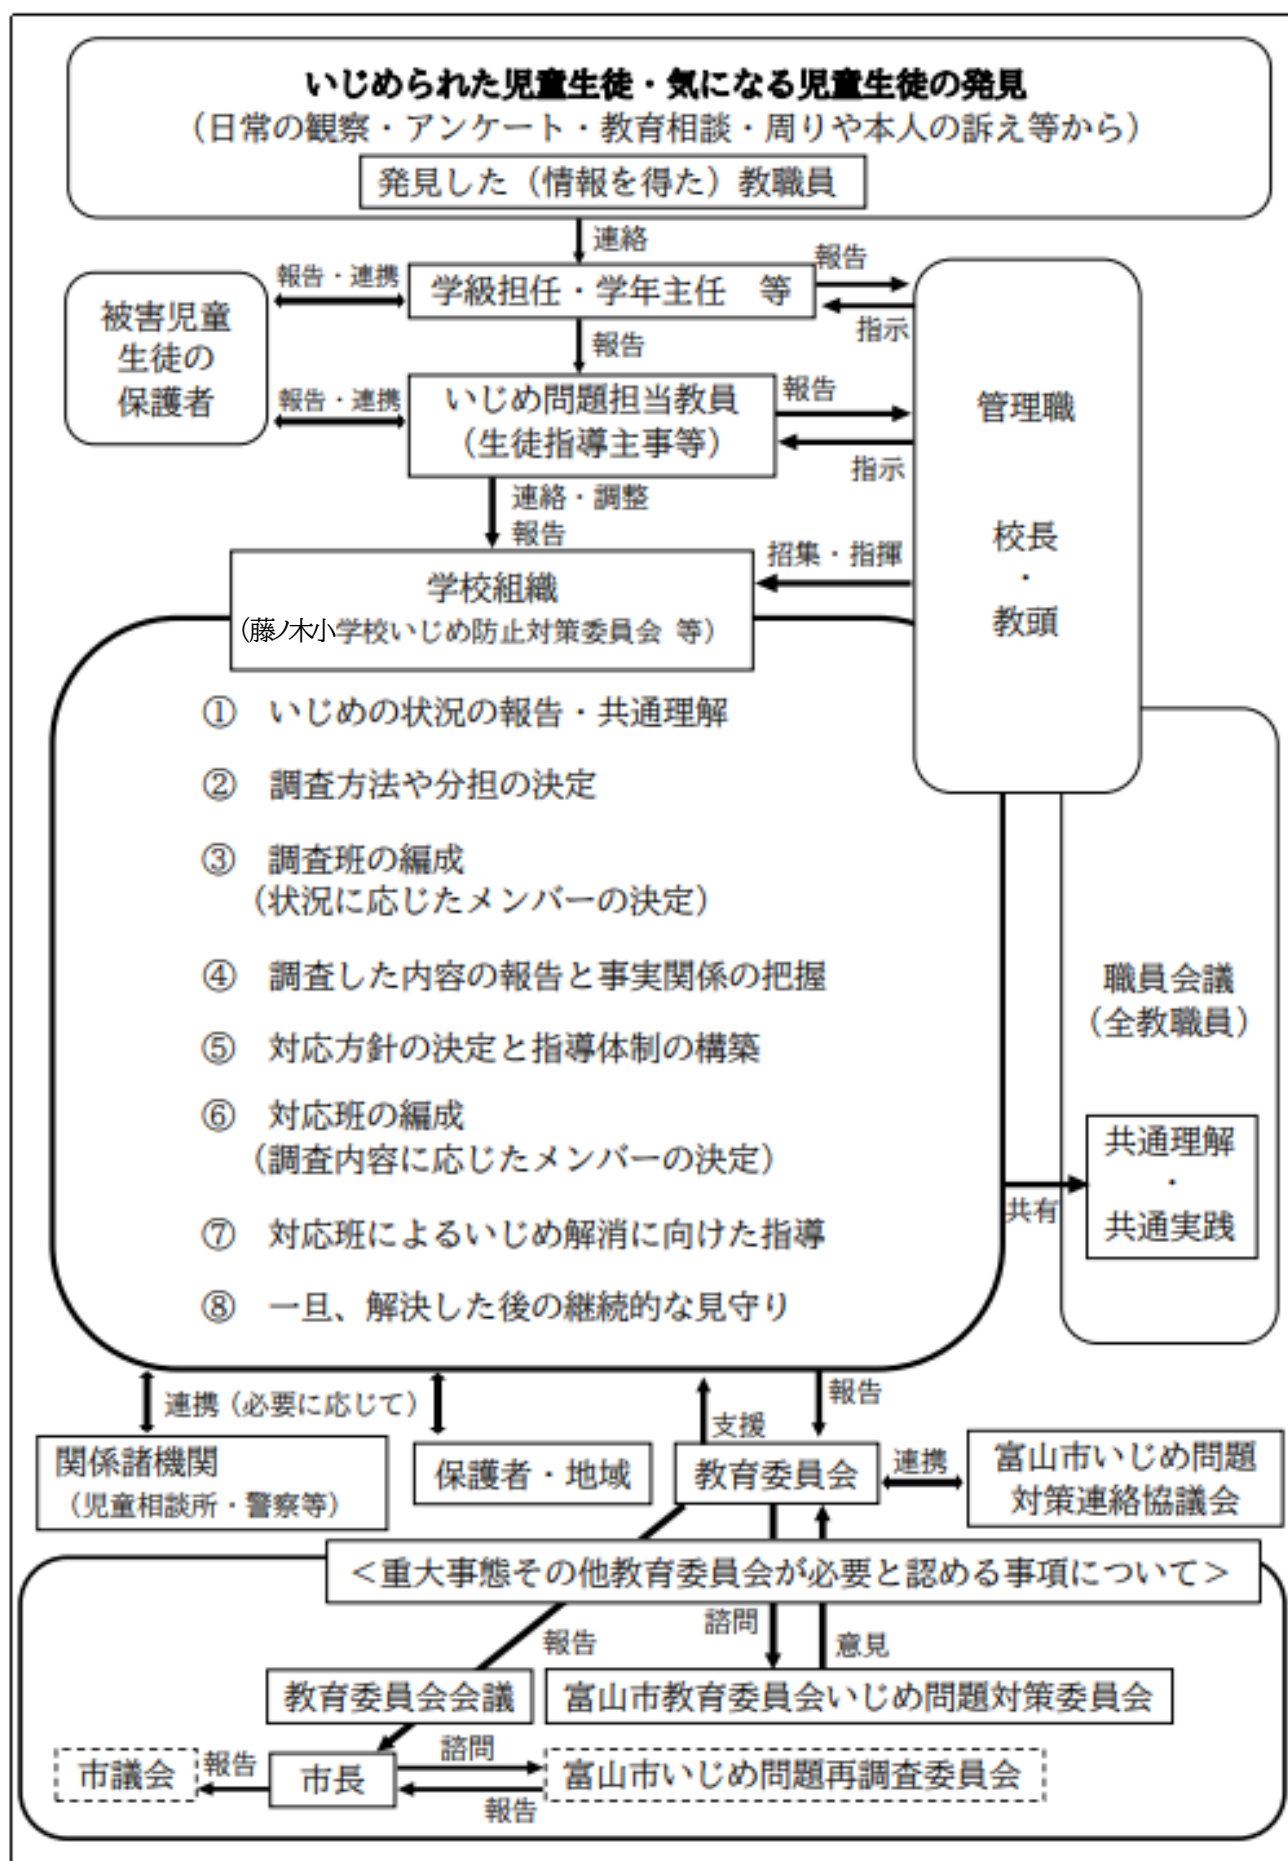 いじめられた児童生徒・気になる児童生徒の発見
（日常の観察・アンケート・教育相談・周りや本人の訴え等から）
発見した（情報を得た）教職員
連絡
報告・連携
学級担任・学年主任　等
報告
指示
被害児童
生徒の
保護者
報告
報告・連携
いじめ問題担当教員
（生徒指導主事等）
報告
指示
管理職
校長
・
教頭
連絡・調整
報告
招集・指揮
学校組織
（藤ノ木小学校いじめ防止対策委員会 等）
①　いじめの状況の報告・共通理解
②　調査方法や分担の決定
③　調査班の編成
（状況に応じたメンバーの決定）
④　調査した内容の報告と事実関係の把握
⑤　対応方針の決定と指導体制の構築
⑥　対応班の編成
（調査内容に応じたメンバーの決定）
⑦　対応班によるいじめ解消に向けた指導
⑧　一旦、解決した後の継続的な見守り
職員会議
（全教職員）
共有
共通理解
・
共通実践
連携（必要に応じて）
支援
報告
関係諸機関
（児童相談所・警察等）
保護者・地域
教育委員会
連携
富山市いじめ問題
対策連絡協議会
＜重大事態その他教育委員会が必要と認める事項について＞
報告
諮問
意見
教育委員会会議
富山市教育委員会いじめ問題対策委員会
市議会
報告
市長
諮問
報告
富山市いじめ問題再調査委員会